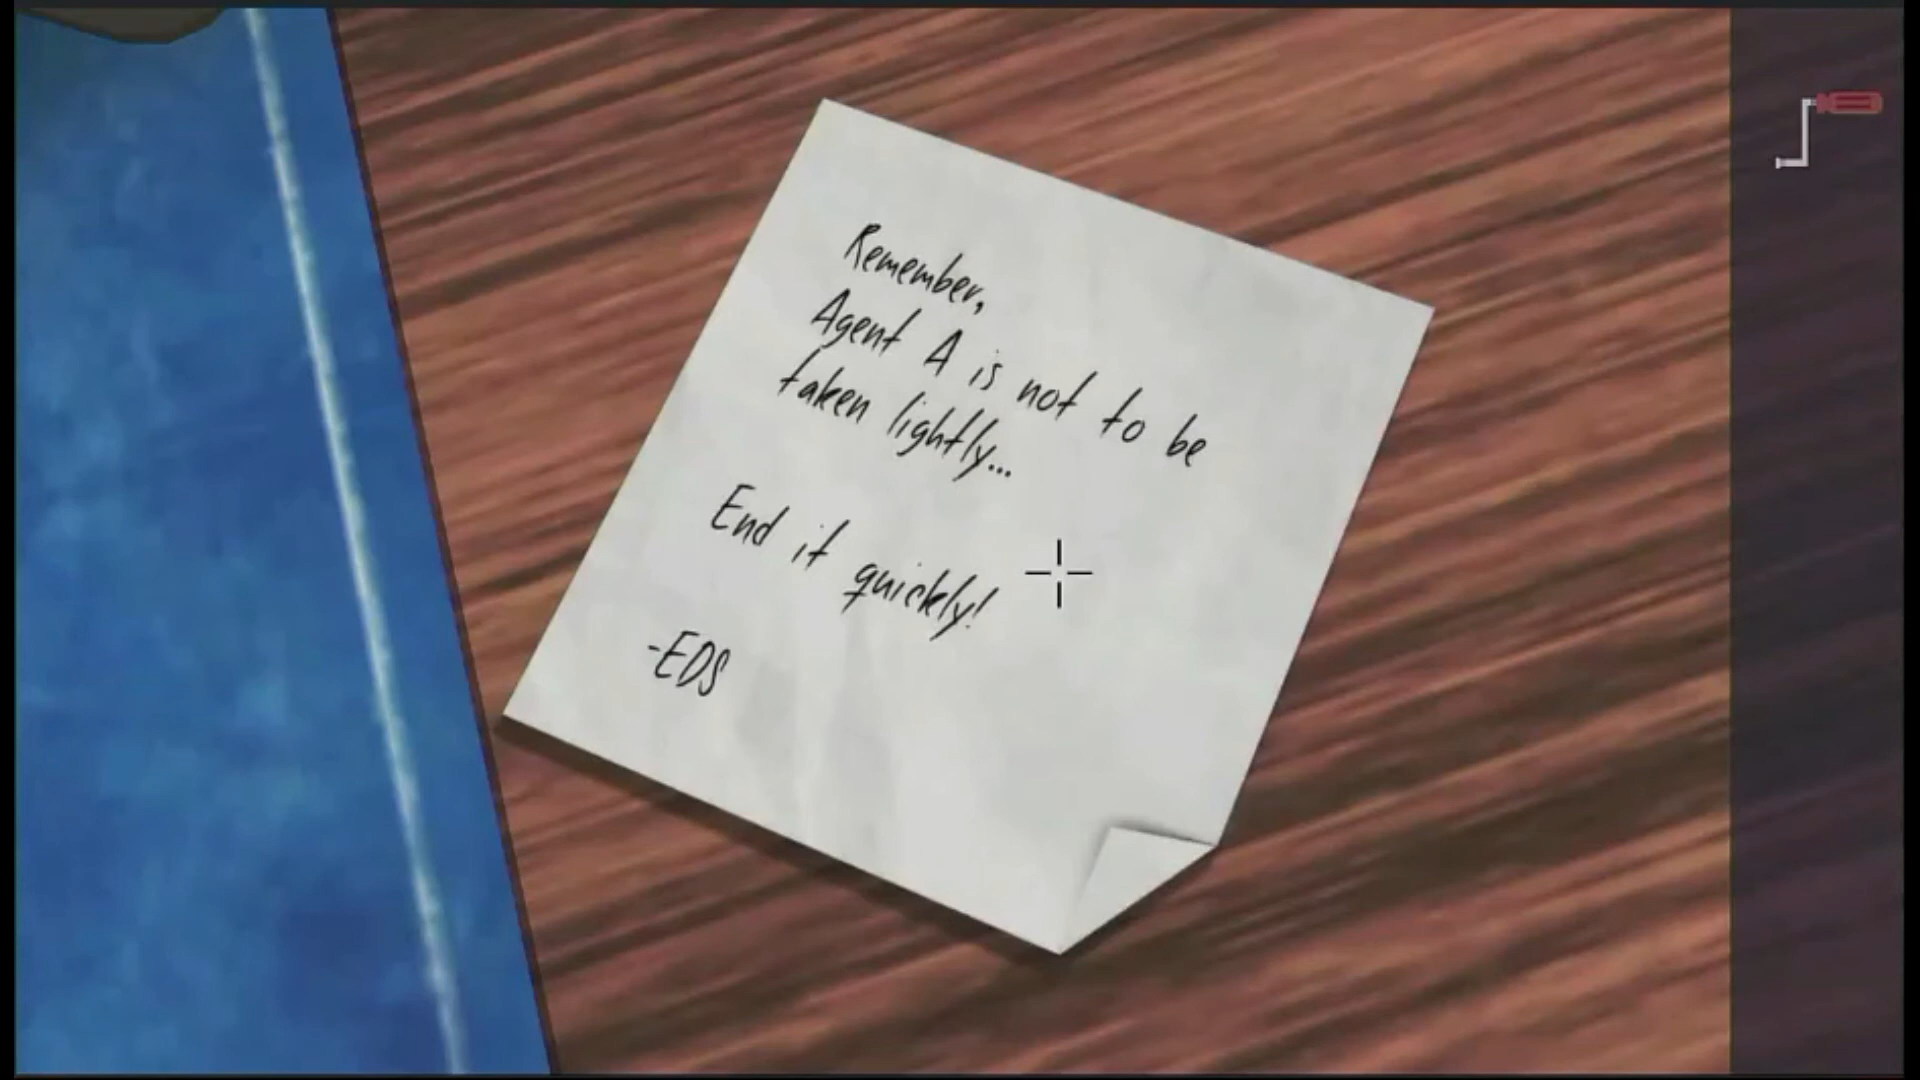 Remember,
Agent A is not to be
taken lightly...
End it quickly!
-EDS